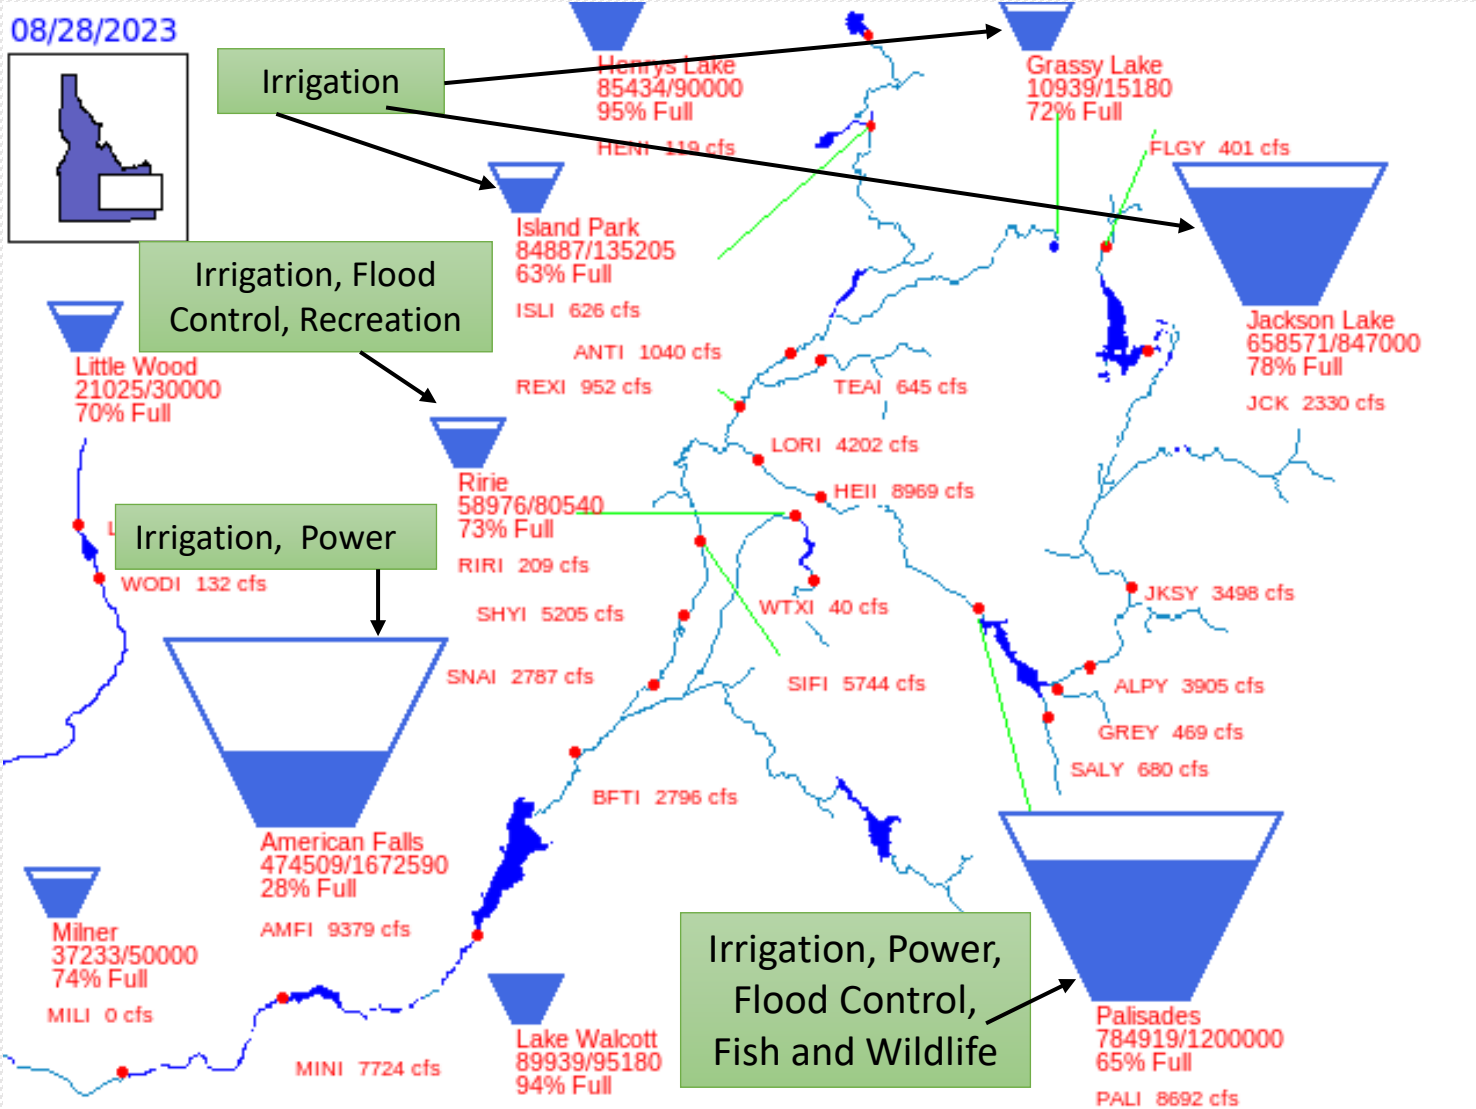 08/28/2023
Irrigation
Henrys Lake
85434/90000
95% Full
HENI 119 cfs
Grassy Lake
10939/15180
72% Full
FLGY 401 cfs
Island Park
84887/135205
63% Full
ISLI 626 cfs
Irrigation, Flood
Control, Recreation
Jackson Lake
658571/847000
78% Full
JCK 2330 cfs
Little Wood
21025/30000
70% Full
ANTI 1040 cfs
REXI 952 cfs
TEAI 645 cfs
LORI 4202 cfs
HEII 8969 cfs
Ririe
58976/80540
73% Full
RIRI 209 cfs
Irrigation, Power
L
WODI 132 cfs
SHYI 5205 cfs
WTXI 40 cfs
JKSY 3498 cfs
SNAI 2787 cfs
SIFI 5744 cfs
ALPY 3905 cfs
GREY 469 cfs
SALY 680 cfs
BFTI 2796 cfs
American Falls
474509/1672590
28% Full
AMFI 9379 cfs
Milner
37233/50000
74% Full
MILI 0 cfs
Irrigation, Power,
Flood Control,
Fish and Wildlife
Lake Walcott
89939/95180
94% Full
MINI 7724 cfs
Palisades
784919/1200000
65% Full
PALI 8692 cfs